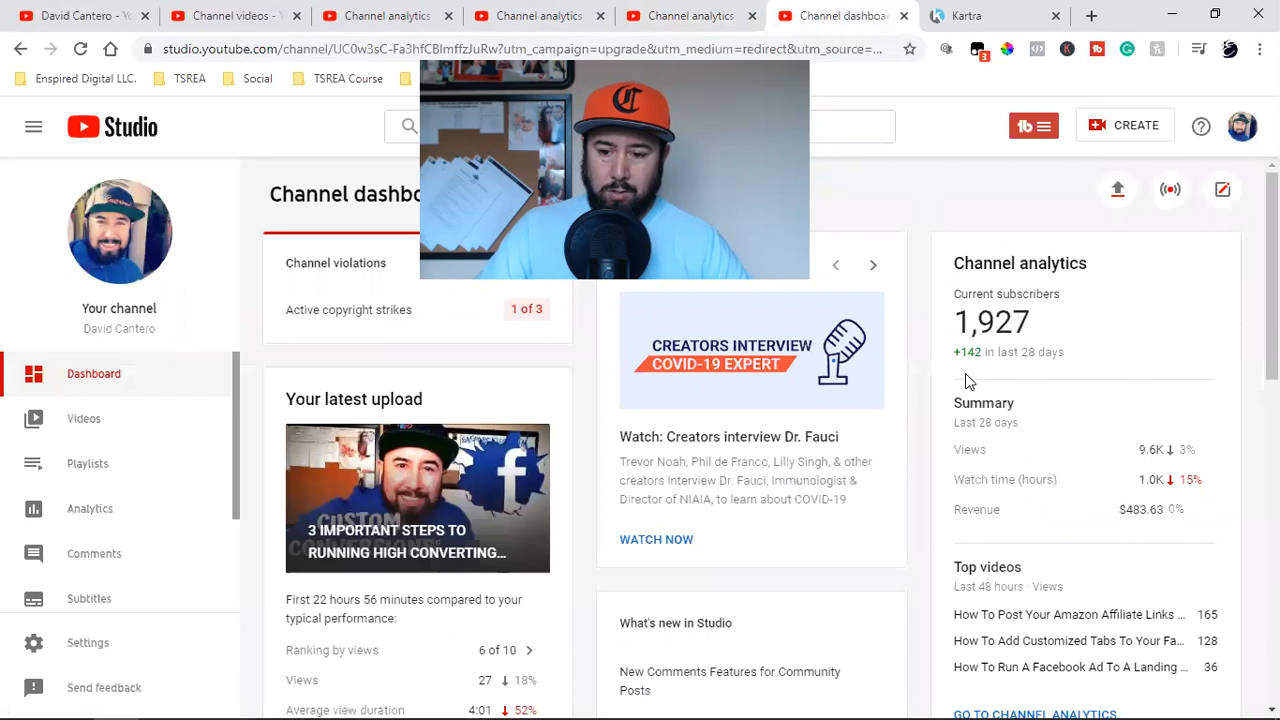 David Cantero - Yo
Channel videos - Y
Channel analytics
Channel analytics
Channel analytics
Channel dashboa
Kartra
studio.youtube.com/channel/UC0w3sC-Fa3hfCBImffzJuRw?utm_campaign=upgrade&utm_medium=redirect&utm_source=...
3
Enspired Digital LLC.
TSREA
Social
TSREA Course
Studio
CREATE
Your channel
David Cantero
Dashboard
Videos
Playlists
Analytics
Comments
Subtitles
Settings
Send feedback
Channel dashbo
Channel violations
Active copyright strikes
1 of 3
Your latest upload
CUSTOM
CONVERSIONS
3 IMPORTANT STEPS TO
RUNNING HIGH CONVERTING...
First 22 hours 56 minutes compared to your
typical performance:
Ranking by views
6 of 10
Views
27 ↓ 18%
Average view duration
4:01 ↓ 52%
CREATORS INTERVIEW
COVID-19 EXPERT
Watch: Creators interview Dr. Fauci
Trevor Noah, Phil de Franco, Lilly Singh, & other
creators interview Dr. Fauci, Immunologist &
Director of NIAIA, to learn about COVID-19
WATCH NOW
What's new in Studio
New Comments Features for Community
Posts
Channel analytics
Current subscribers
1,927
+142 in last 28 days
Summary
Last 28 days
Views
9.6K ↓ 3%
Watch time (hours)
1.0K ↓ 15%
Revenue
$483.63 0%
Top videos
Last 48 hours · Views
How To Post Your Amazon Affiliate Links ...
165
How To Add Customized Tabs To Your Fa...
128
How To Run A Facebook Ad To A Landing ...
36
GO TO CHANNEL ANALYTICS